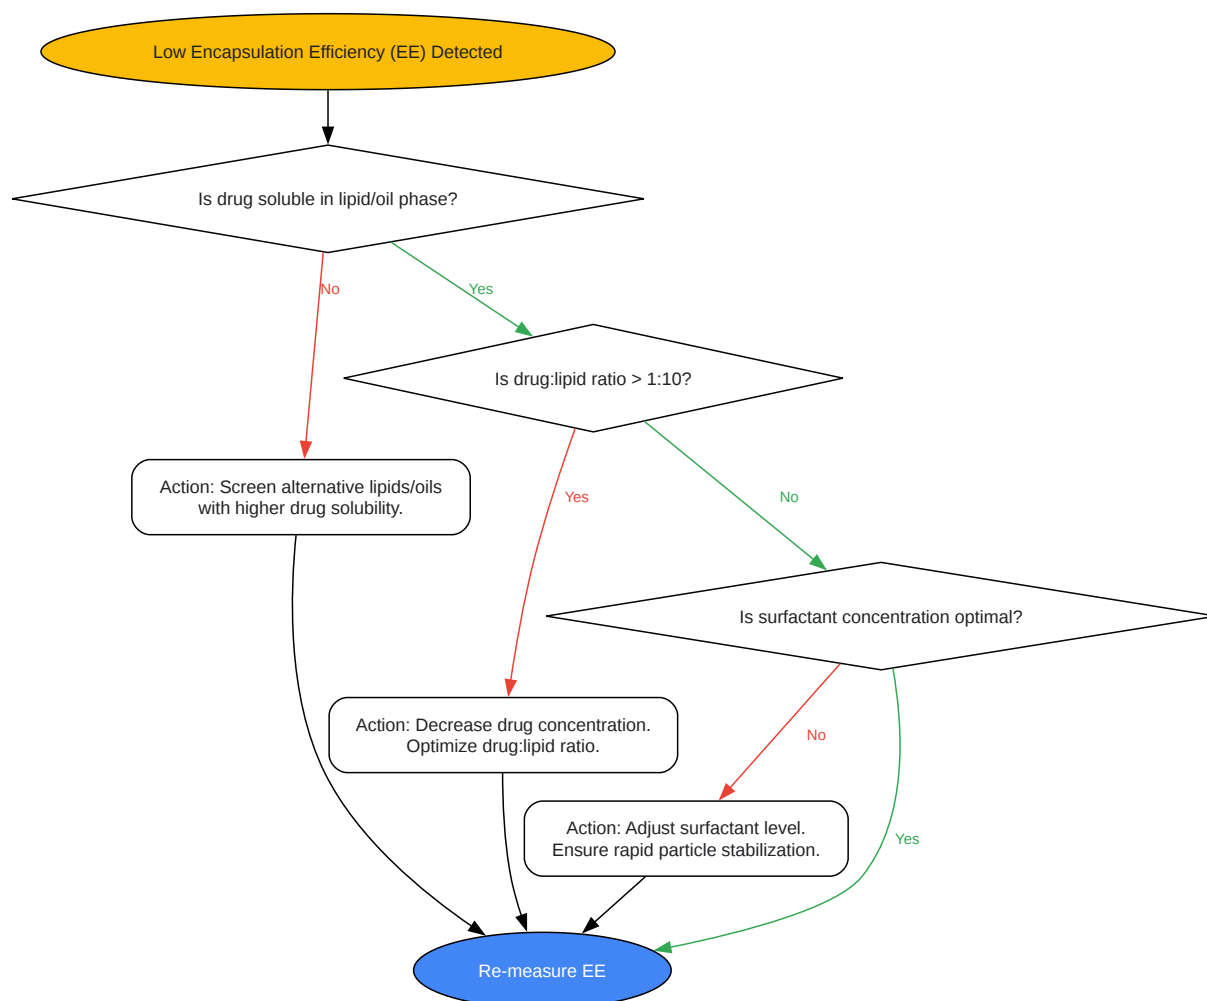 Low Encapsulation Efficiency (EE) Detected
Is drug soluble in lipid/oil phase?
No
Yes
Is drug:lipid ratio > 1:10?
Action: Screen alternative lipids/oils
with higher drug solubility.
Yes
No
Is surfactant concentration optimal?
Action: Decrease drug concentration.
Optimize drug:lipid ratio.
No
Action: Adjust surfactant level.
Ensure rapid particle stabilization.
Yes
Re-measure EE